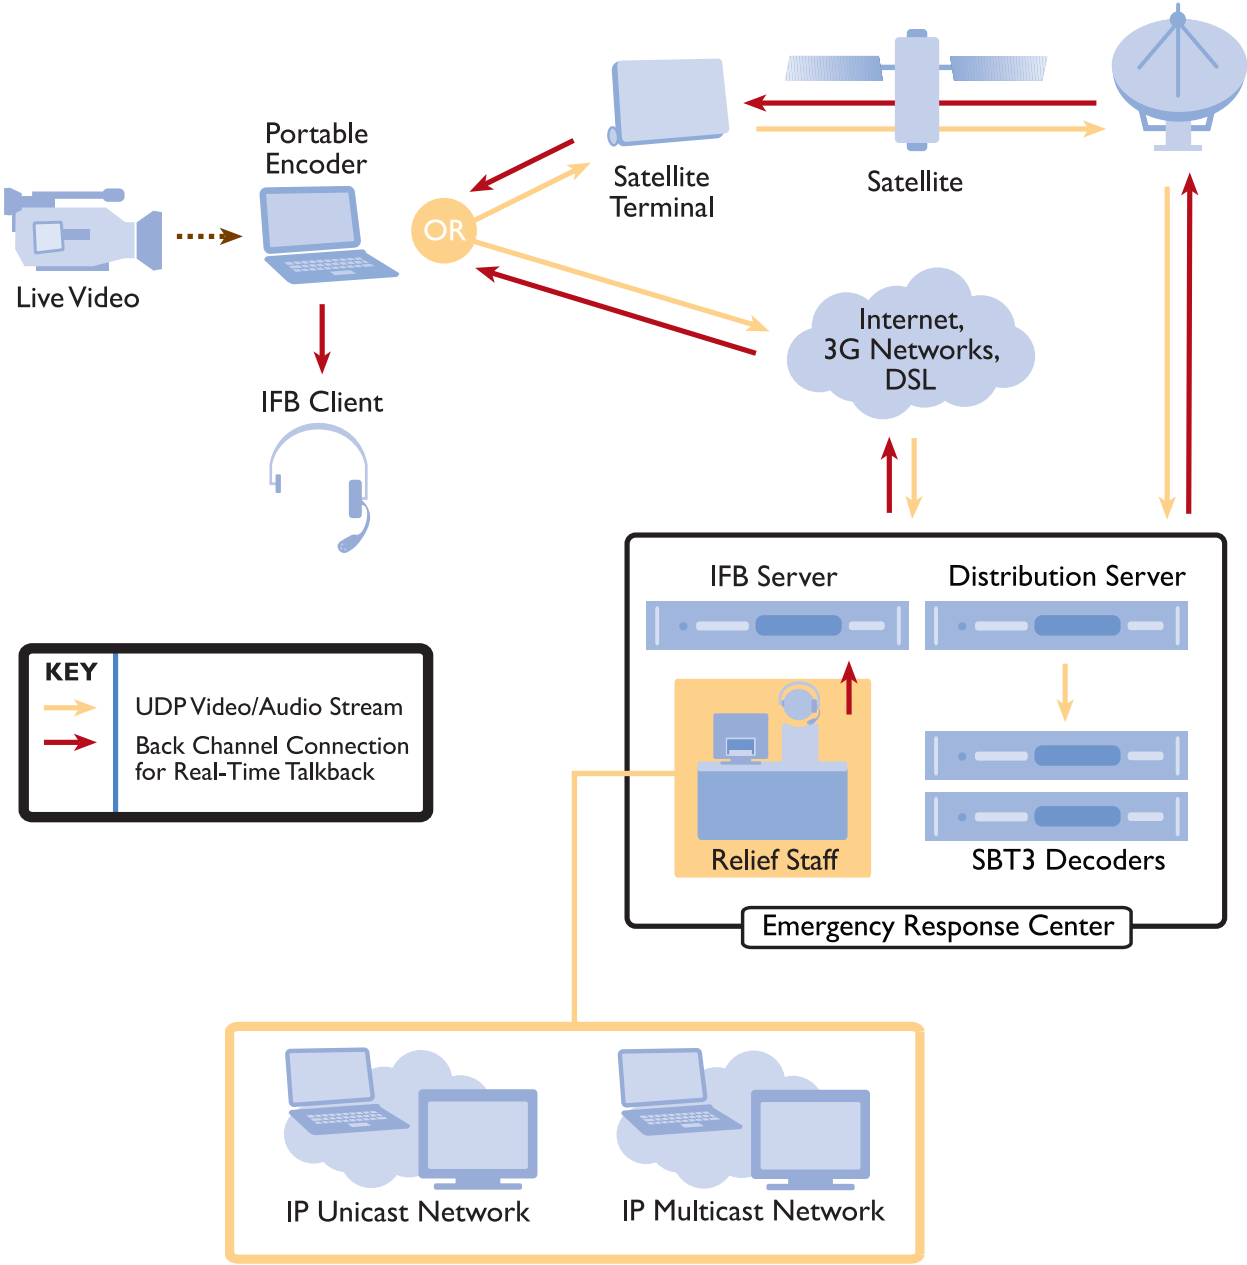 Portable
Encoder
Live Video
OR
Satellite
Terminal
Satellite
Internet,
3G Networks,
DSL
IFB Client
KEY
UDP Video/Audio Stream
Back Channel Connection
for Real-Time Talkback
IFB Server
Distribution Server
Relief Staff
SBT3 Decoders
Emergency Response Center
IP Unicast Network
IP Multicast Network